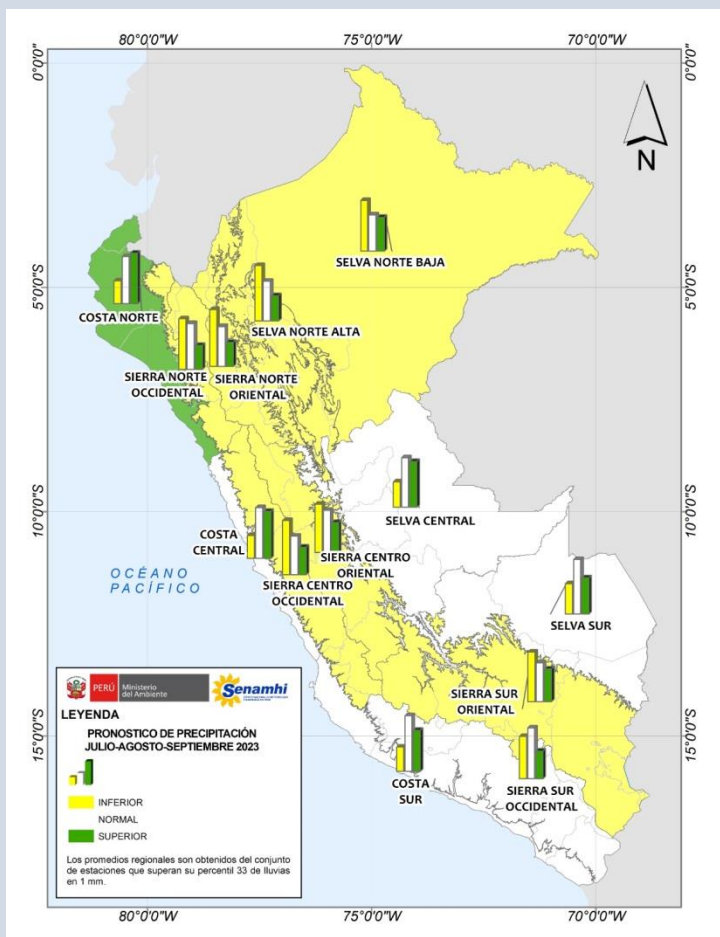 80°0'0"W
75°0'0"W
70°0'0"W
0°0'0"
0°0'0"
N
SELVA NORTE BAJA
5°0'0"S
5°0'0"S
COSTA NORTE
SELVA NORTE ALTA
SIERRA NORTE
OCCIDENTAL
SIERRA NORTE
ORIENTAL
10°0'0"S
10°0'0"S
SELVA CENTRAL
COSTA
CENTRAL
SIERRA CENTRO
ORIENTAL
SIERRA CENTRO
OCCIDENTAL
OCÉANO
PACÍFICO
SELVA SUR
SIERRA SUR
ORIENTAL
15°0'0"S
15°0'0"S
COSTA
SUR
SIERRA SUR
OCCIDENTAL
PERÚ
Ministerio
del Ambiente
Senamhi
LEYENDA
PRONOSTICO DE PRECIPITACIÓN
JULIO-AGOSTO-SEPTIEMBRE 2023
INFERIOR
NORMAL
SUPERIOR
Los promedios regionales son obtenidos del conjunto
de estaciones que superan su percentil 33 de lluvias
en 1 mm.
80°0'0"W
75°0'0"W
70°0'0"W